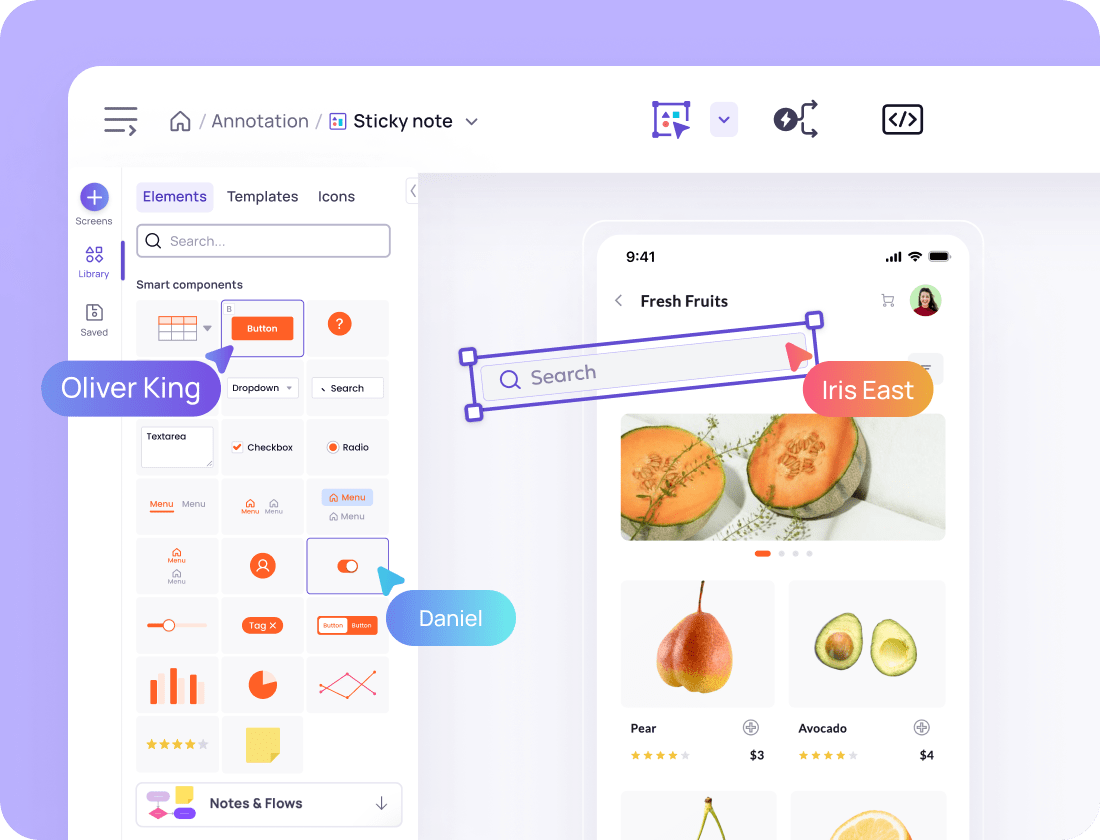 / Annotation / Sticky note
Screens
Library
Saved
Elements Templates Icons
Search...
Smart components
B
Button
?
Oliver King
Dropdown
Search
Textarea
Checkbox
Radio
Menu Menu
Menu Menu
Menu
Menu
Menu
Menu
Daniel
Tag X
Button Button
Notes & Flows
9:41
Fresh Fruits
Search
Iris East
Pear
$3
Avocado
$4